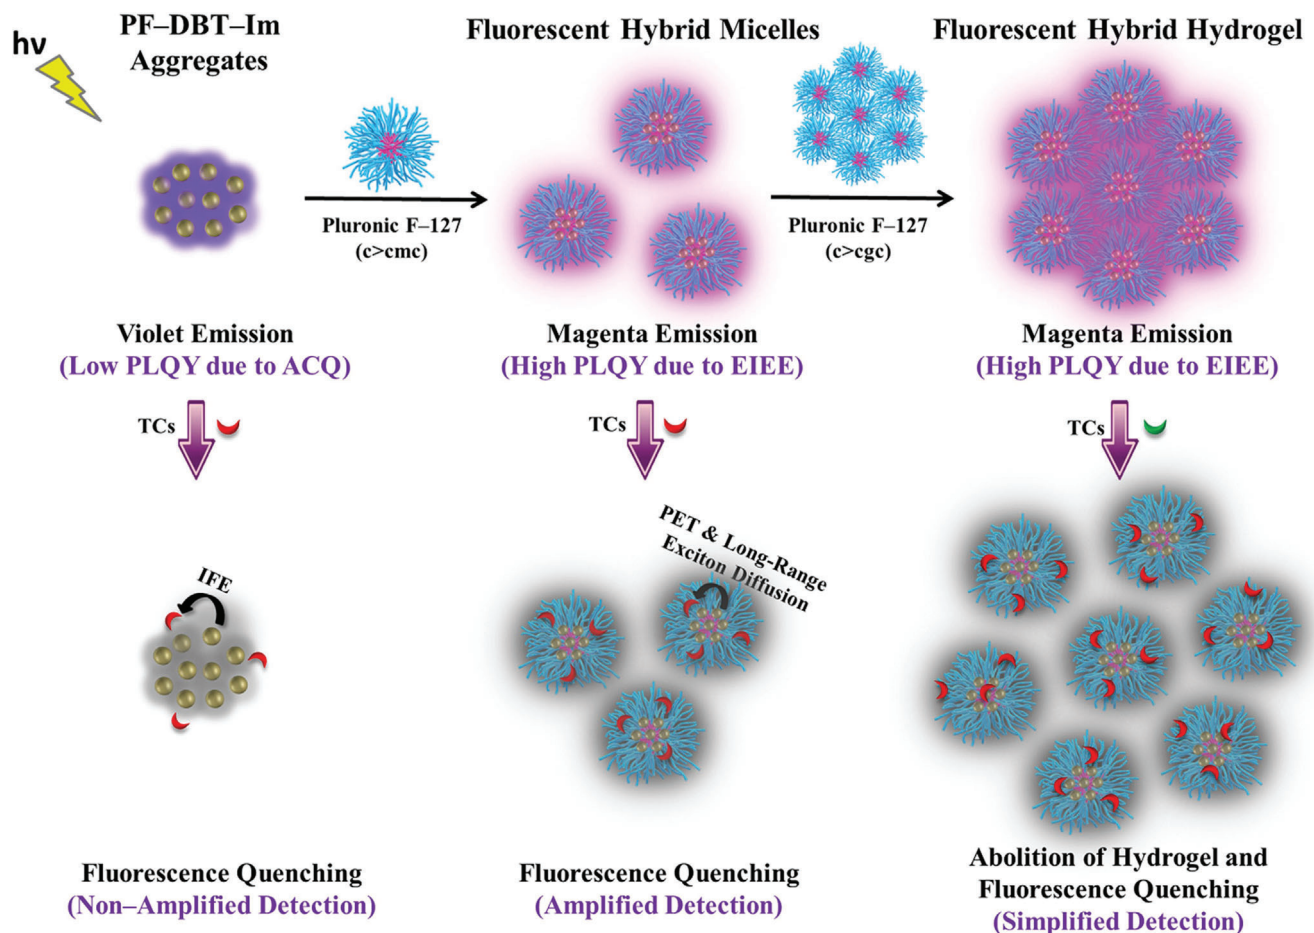 hν
PF–DBT–Im
Aggregates
Fluorescent Hybrid Micelles
Fluorescent Hybrid Hydrogel
Pluronic F–127
(c>cmc)
Pluronic F–127
(c>cgc)
Violet Emission
(Low PLQY due to ACQ)
Magenta Emission
(High PLQY due to EIEE)
Magenta Emission
(High PLQY due to EIEE)
TCs
TCs
TCs
IFE
PET & Long-Range
Exciton Diffusion
Fluorescence Quenching
(Non–Amplified Detection)
Fluorescence Quenching
(Amplified Detection)
Abolition of Hydrogel and
Fluorescence Quenching
(Simplified Detection)